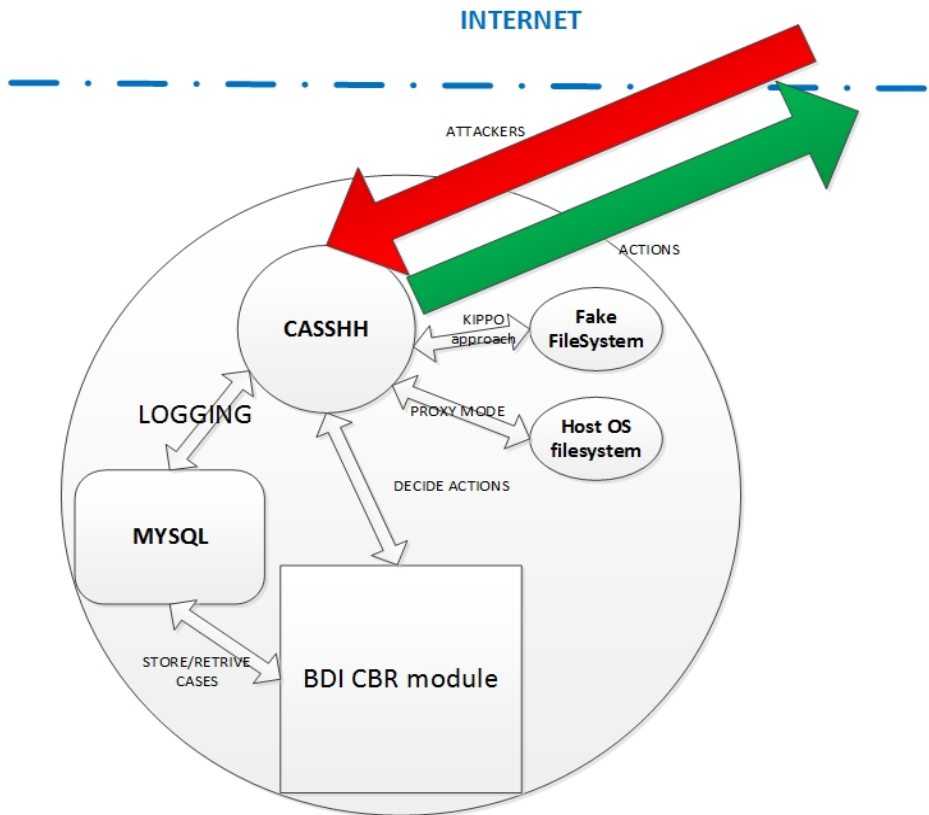 INTERNET
ATTACKERS
ACTIONS
CASSHH
KIPPO
approach
Fake
FileSystem
PROXY MODE
Host OS
filesystem
LOGGING
DECIDE ACTIONS
MYSQL
STORE/RETRIVE
CASES
BDI CBR module